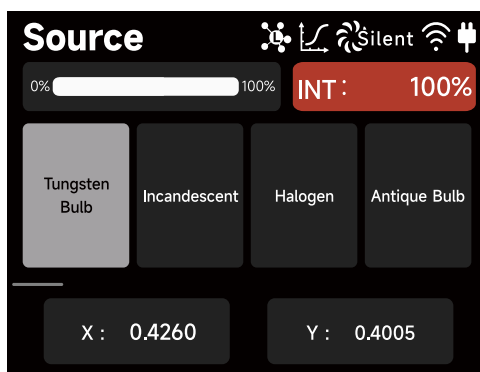 Source
L
Silent
0%
100%
INT: 100%
Tungsten
Bulb
Incandescent
Halogen
Antique Bulb
X: 0.4260
Y: 0.4005